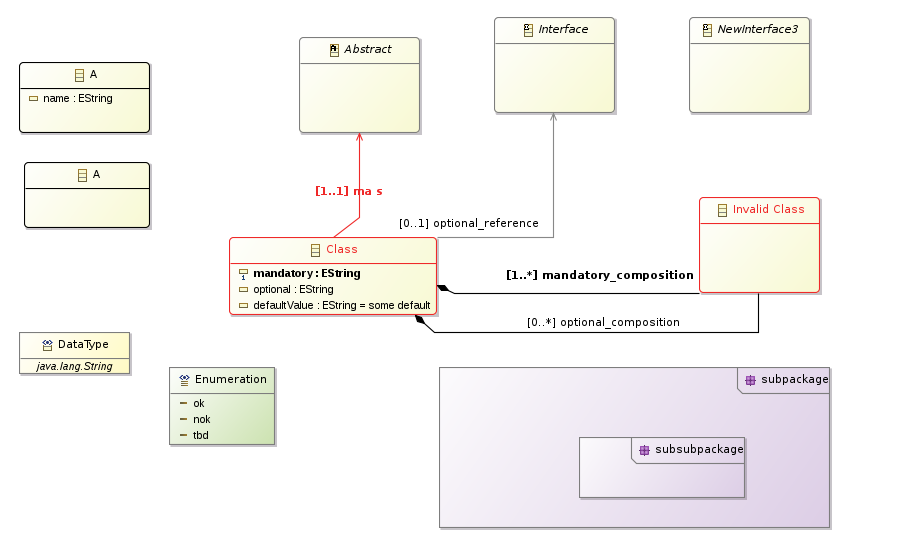 Abstract
Interface
NewInterface3
A
name : EString
A
[1..1] ma s
[0..1] optional_reference
Invalid Class
Class
mandatory : EString
optional : EString
defaultValue : EString = some default
[1..*] mandatory_composition
[0..*] optional_composition
DataType
java.lang.String
Enumeration
ok
nok
tbd
subpackage
subsubpackage